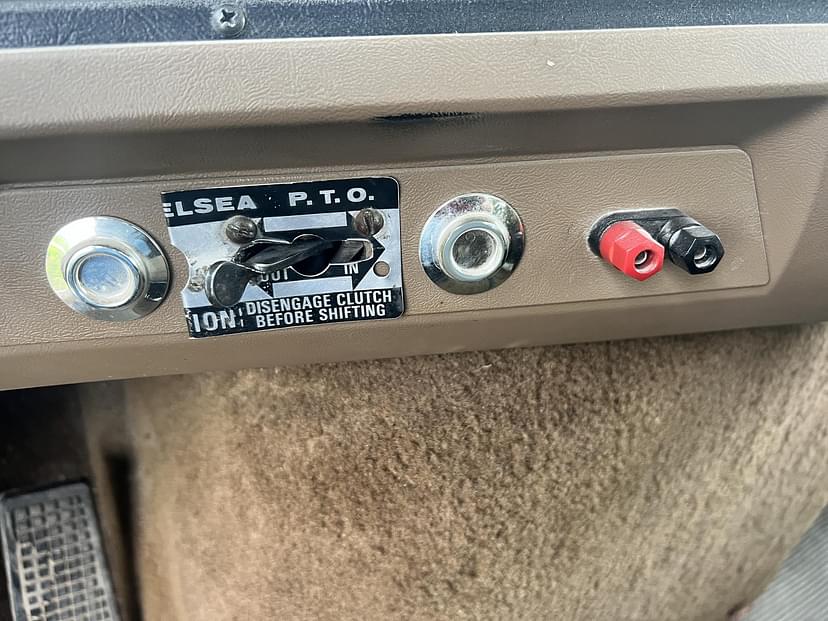 ELSEA P.T.O.
OUT IN
ION: DISENGAGE CLUTCH
BEFORE SHIFTING